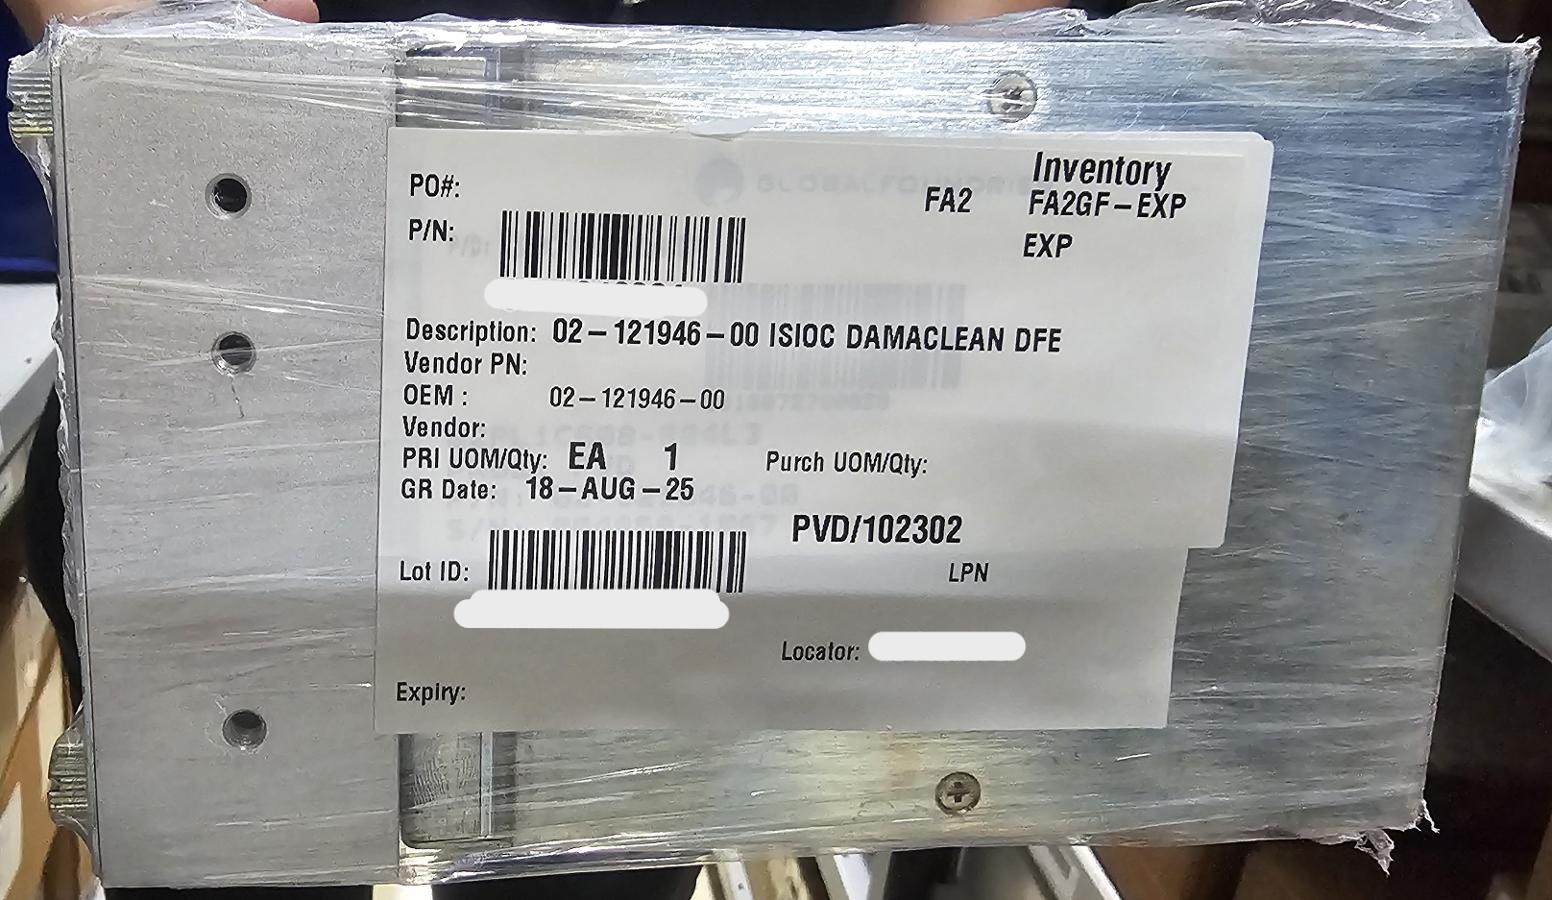 PO#:
Inventory
FA2 FA2GF-EXP
P/N:
EXP
Description: 02-121946-00 ISIOC DAMACLEAN DFE
Vendor PN:
OEM : 02-121946-00
Vendor:
PRI UOM/Qty: EA 1 Purch UOM/Qty:
GR Date: 18-AUG-25
PVD/102302
Lot ID:
LPN
Locator:
Expiry:
GLOBALFOUNDRIES